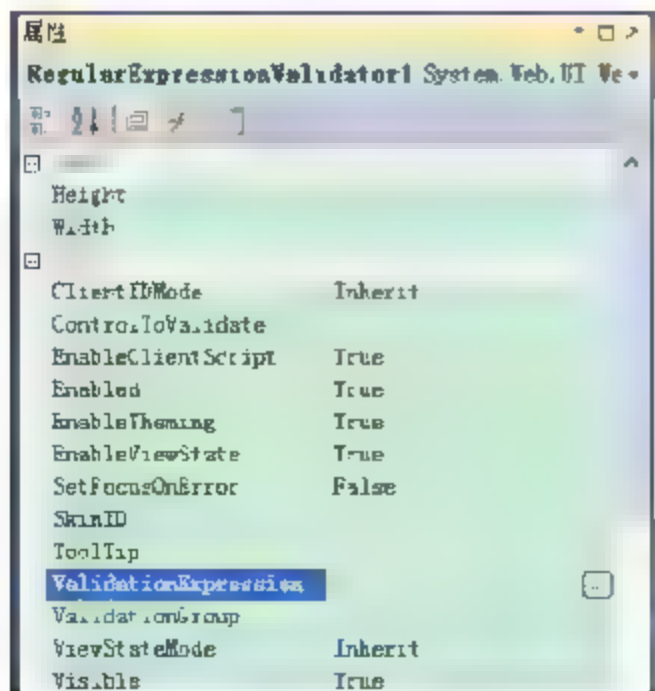 属性
RegularExpressionValidator1 System.Web.UI.We
Height
Width
ClientIDMode Inherit
ControlToValidate
EnableClientScript True
Enabled True
EnableTheming True
EnableViewState True
SetFocusOnError False
SkinID
ToolTip
ValidationExpression
ValidationGroup
ViewStateMode Inherit
Visible True